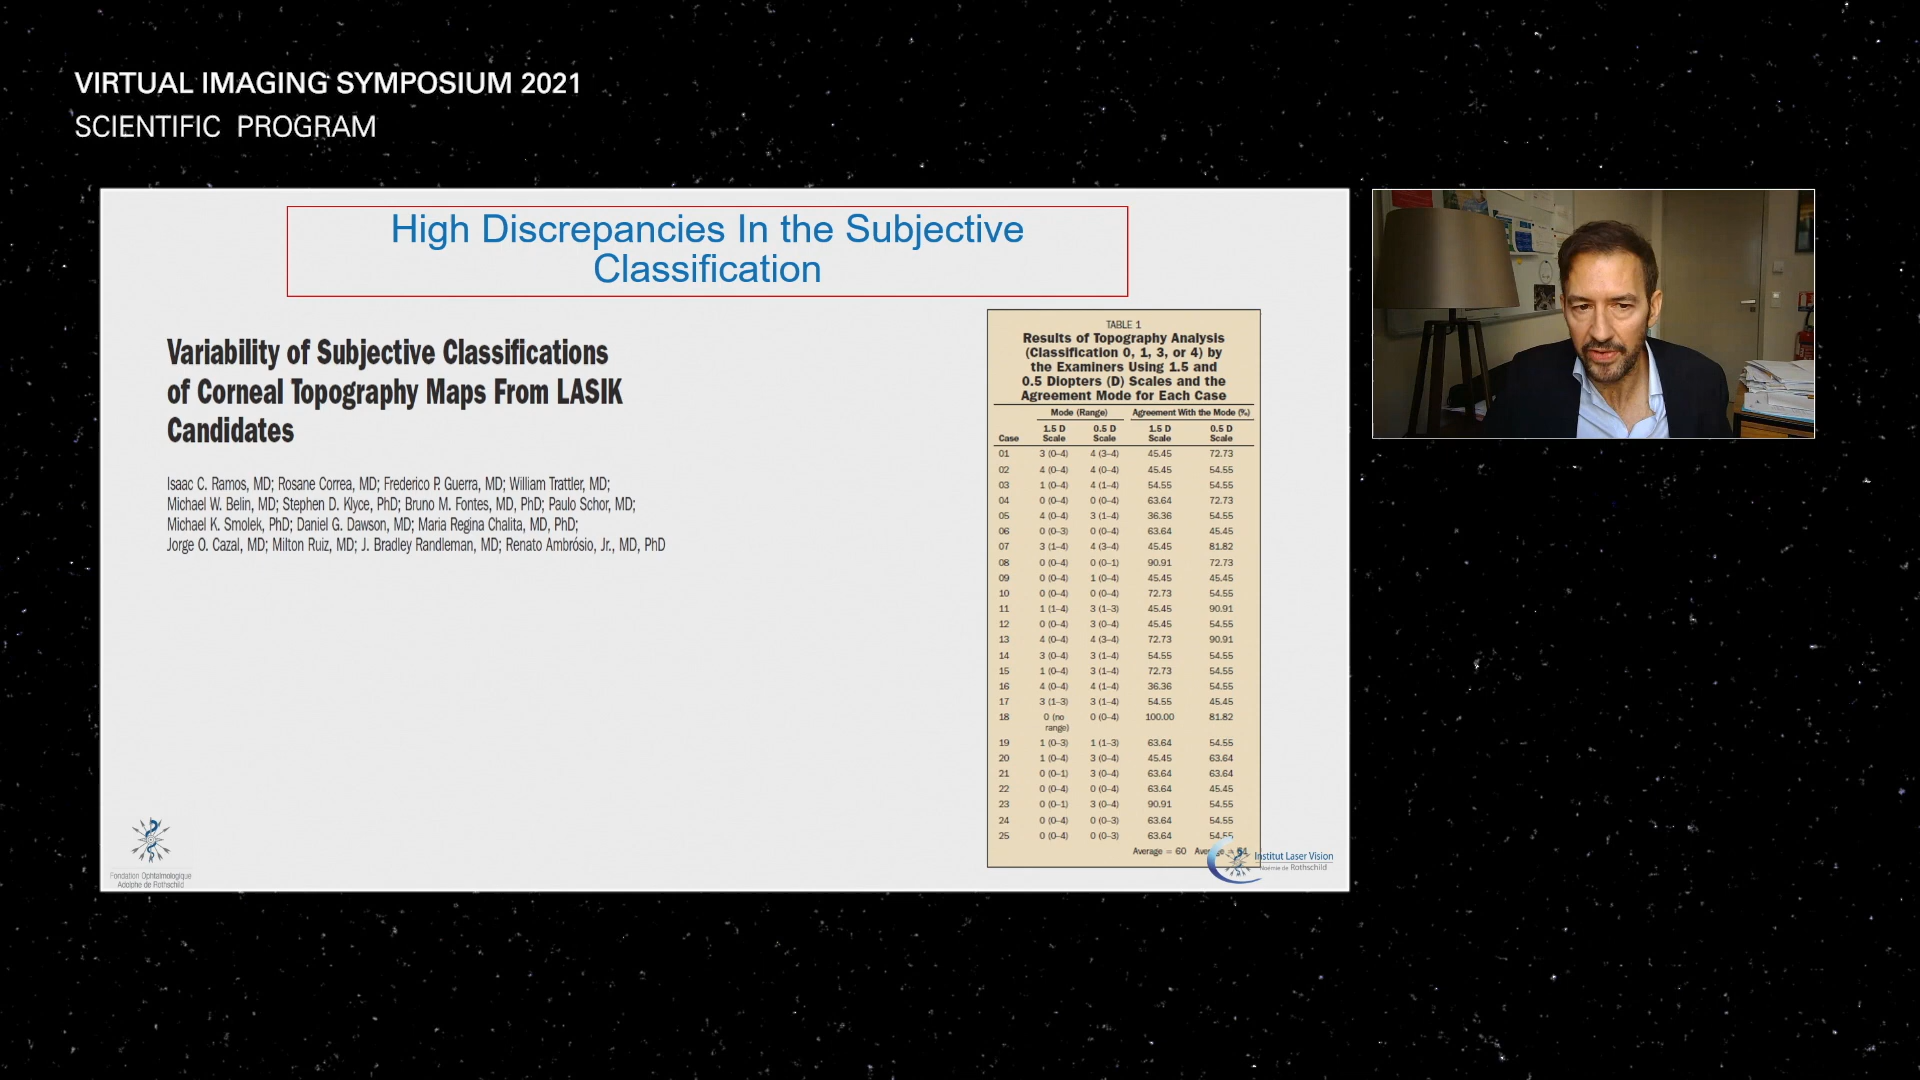 VIRTUAL IMAGING SYMPOSIUM 2021
SCIENTIFIC PROGRAM
High Discrepancies In the Subjective
Classification
Variability of Subjective Classifications
of Corneal Topography Maps From LASIK
Candidates
Isaac C. Ramos, MD; Rosane Correa, MD; Frederico P. Guerra, MD; William Trattler, MD;
Michael W. Belin, MD; Stephen D. Klyce, PhD; Bruno M. Fontes, MD, PhD; Paulo Schor, MD;
Michael K. Smolek, PhD; Daniel G. Dawson, MD; Maria Regina Chalita, MD, PhD;
Jorge O. Cazal, MD; Milton Ruiz, MD; J. Bradley Randleman, MD; Renato Ambrósio, Jr., MD, PhD
TABLE 1
Results of Topography Analysis
(Classification 0, 1, 3, or 4) by
the Examiners Using 1.5 and
0.5 Diopters (D) Scales and the
Agreement Mode for Each Case
Mode (Range) Agreement With the Mode (%)
1.5 D 0.5 D 1.5 D 0.5 D
Case Scale Scale Scale Scale
01 3 (0–4) 4 (3–4) 45.45 72.73
02 4 (0–4) 4 (0–4) 45.45 54.55
03 1 (0–4) 4 (1–4) 54.55 54.55
04 0 (0–4) 0 (0–4) 63.64 72.73
05 4 (0–4) 3 (1–4) 36.36 54.55
06 0 (0–3) 0 (0–4) 63.64 45.45
07 3 (1–4) 4 (3–4) 45.45 81.82
08 0 (0–4) 0 (0–1) 90.91 72.73
09 0 (0–4) 1 (0–4) 45.45 45.45
10 0 (0–4) 0 (0–4) 72.73 54.55
11 1 (1–4) 3 (1–3) 45.45 90.91
12 0 (0–4) 3 (0–4) 45.45 54.55
13 4 (0–4) 4 (3–4) 72.73 90.91
14 3 (0–4) 3 (1–4) 54.55 54.55
15 1 (0–4) 3 (1–4) 72.73 54.55
16 4 (0–4) 4 (1–4) 36.36 54.55
17 3 (1–3) 3 (1–4) 54.55 45.45
18 0 (no 0 (0–4) 100.00 81.82
range)
19 1 (0–3) 1 (1–3) 63.64 54.55
20 1 (0–4) 3 (0–4) 45.45 63.64
21 0 (0–1) 3 (0–4) 63.64 63.64
22 0 (0–4) 0 (0–4) 63.64 45.45
23 0 (0–1) 3 (0–4) 90.91 54.55
24 0 (0–4) 0 (0–3) 63.64 54.55
25 0 (0–4) 0 (0–3) 63.64 54.55
Average = 60
Institut Laser Vision
Noémie de Rothschild
Fondation Ophtalmologique
Adolphe de Rothschild